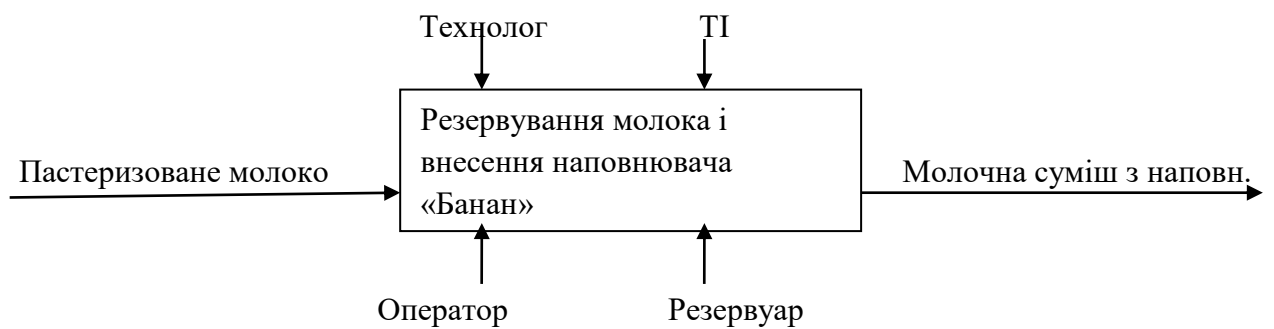 Технолог ТІ
Резервування молока і
внесення наповнювача
«Банан»
Пастеризоване молоко
Молочна суміш з наповн.
Оператор Резервуар